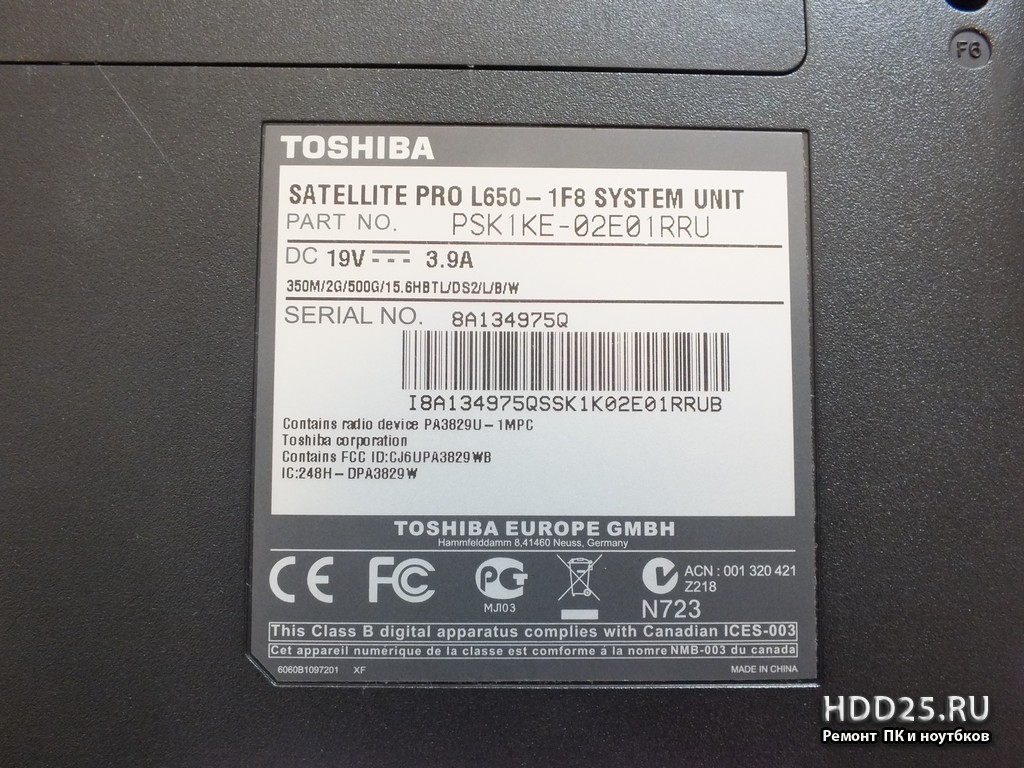 F6
TOSHIBA
SATELLITE PRO L650 – 1F8 SYSTEM UNIT
PART NO. PSK1KE-02E01RRU
DC 19V 3.9A
350M/2G/500G/15.6HBTL/DS2/L/B/W
SERIAL NO. 8A134975Q
I8A134975QSSK1K02E01RRUB
Contains radio device PA3829U – 1MPC
Toshiba corporation
Contains FCC ID:CJ6UPA3829WB
IC:248H – DPA3829W
TOSHIBA EUROPE GMBH
Hammfelddamm 8,41460 Neuss, Germany
CE FC PCT ACN : 001 320 421
Z218
МЛ03 N723
This Class B digital apparatus complies with Canadian ICES-003
Cet appareil numérique de la classe est conforme á la nomre NMB-003 du canada
6060B1097201 XF MADE IN CHINA
HDD25.RU
Ремонт ПК и ноутбков